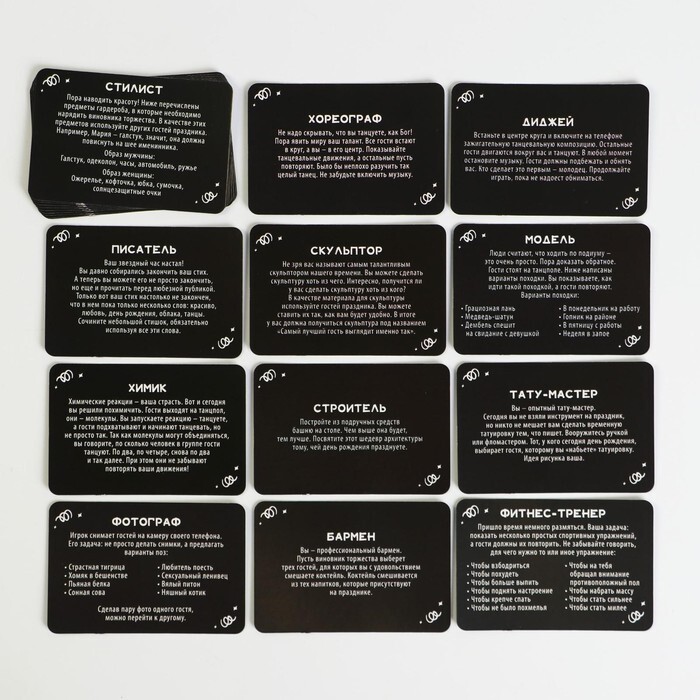 СТИЛИСТ
Пора наводить красоту! Ниже перечислены
предметы гардероба, в которые необходимо
нарядить виновника торжества. В качестве этих
предметов используйте других гостей праздника.
Например, Мария – галстук, значит, она должна
повиснуть на шее именинника.
Образ мужчины:
Галстук, одеколон, часы, автомобиль, ружье
Образ женщины:
Ожерелье, кофточка, юбка, сумочка,
солнцезащитные очки
ХОРЕОГРАФ
Не надо скрывать, что вы танцуете, как Бог!
Пора явить миру ваш талант. Все гости встают
в круг, а вы – в его центр. Показывайте
танцевальные движения, а остальные пусть
повторяют. Было бы неплохо разучить так
целый танец. Не забудьте включить музыку.
ДИДЖЕЙ
Встаньте в центре круга и включите на телефоне
зажигательную танцевальную композицию. Остальные
гости двигаются вокруг вас и танцуют. В любой момент
остановите музыку. Гости должны подбежать и обнять
вас. Кто сделает это первым – молодец. Продолжайте
играть, пока не надоест обниматься.
ПИСАТЕЛЬ
Ваш звездный час настал!
Вы давно собирались закончить ваш стих.
А теперь вы можете его не просто закончить,
но еще и прочитать перед любезной публикой.
Только вот ваш стих настолько не закончен,
что в нем пока только несколько слов: красиво,
любовь, день рождения, облака, танцы.
Сочините небольшой стишок, обязательно
используя все эти слова.
СКУЛЬПТОР
Не зря вас называют самым талантливым
скульптором нашего времени. Вы можете сделать
скульптуру хоть из чего. Интересно, получится ли
у вас сделать скульптуру хоть из кого?
В качестве материала для скульптуры
используйте гостей праздника. Вы можете
ставить их так, как вам будет удобно. В итоге
у вас должна получиться скульптура под названием
«Самый лучший гость выглядит именно так».
МОДЕЛЬ
Люди считают, что ходить по подиуму –
это очень просто. Пора доказать обратное.
Гости стоят на танцполе. Ниже написаны
варианты походки. Вы показываете, как
идти такой походкой, а гости повторяют.
Варианты походки:
• Грациозная лань
• Медведь-шатун
• Дембель спешит
на свидание с девушкой
• В понедельник на работу
• Гопник на районе
• В пятницу с работы
• Неделя в запое
ХИМИК
Химические реакции – ваша страсть. Вот и сегодня
вы решили похимичить. Гости выходят на танцпол,
они – молекулы. Вы запускаете реакцию – танцуете,
а гости подхватывают и начинают танцевать, но
не просто так. Так как молекулы могут объединяться,
вы говорите, по сколько человек в группе гости
танцуют. По два, по четыре, снова по два
и так далее. При этом они не забывают
повторять ваши движения!
СТРОИТЕЛЬ
Постройте из подручных средств
башню на столе. Чем выше она будет,
тем лучше. Посвятите этот шедевр архитектуры
тому, чей день рождения празднуете.
ТАТУ-МАСТЕР
Вы – опытный тату-мастер.
Сегодня вы не взяли инструмент на праздник,
но никто не мешает вам сделать временную
татуировку тем, что пишет. Вооружитесь ручкой
или фломастером. Тот, у кого сегодня день рождения,
выбирает гостя, которому вы «набьете» татуировку.
Идея рисунка ваша.
ФОТОГРАФ
Игрок снимает гостей на камеру своего телефона.
Его задача: не просто делать снимки, а предлагать
варианты поз:
• Страстная тигрица
• Хомяк в бешенстве
• Пьяная белка
• Сонная сова
• Любитель поесть
• Сексуальный ленивец
• Вялый питон
• Няшный котик
Сделав пару фото одного гостя,
можно перейти к другому.
БАРМЕН
Вы – профессиональный бармен.
Пусть виновник торжества выберет
трех гостей, для которых вы с удовольствием
смешаете коктейль. Коктейль смешивается
из тех напитков, которые присутствуют
на празднике.
ФИТНЕС-ТРЕНЕР
Пришло время немного размяться. Ваша задача:
показать несколько простых спортивных упражнений,
а гости должны их повторить. Не забывайте говорить,
для чего нужно то или иное упражнение:
• Чтобы взбодриться
• Чтобы похудеть
• Чтобы больше выпить
• Чтобы поднять настроение
• Чтобы крепче спать
• Чтобы не было похмелья
• Чтобы на тебя
обращал внимание
противоположный пол
• Чтобы набрать массу
• Чтобы стать сильнее
• Чтобы стать милее